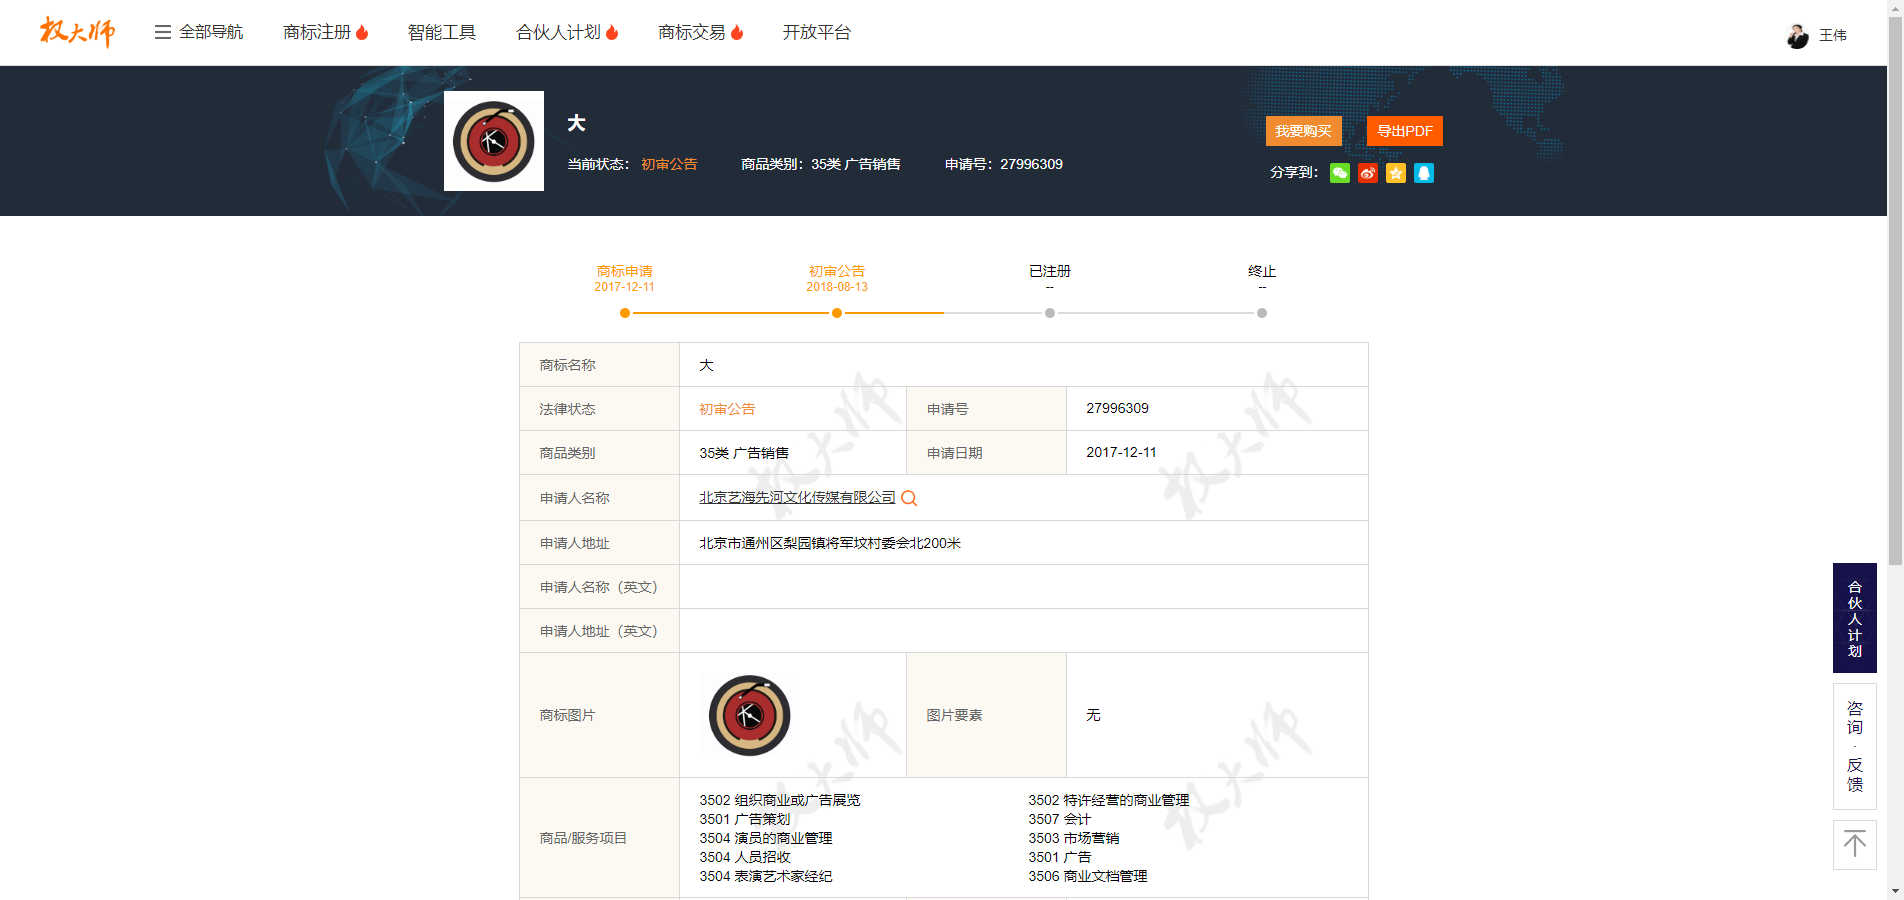 权大师 全部导航 商标注册 智能工具 合伙人计划 商标交易 开放平台 王伟
大
我要购买 导出PDF
当前状态： 初审公告 商品类别：35类 广告销售 申请号：27996309
分享到：
商标申请 初审公告 已注册 终止
2017-12-11 2018-08-13 -- --
商标名称 大
法律状态 初审公告 申请号 27996309
商品类别 35类 广告销售 申请日期 2017-12-11
申请人名称 北京艺海先河文化传媒有限公司
申请人地址 北京市通州区梨园镇将军坟村委会北200米
申请人名称（英文）
申请人地址（英文）
商标图片 图片要素 无
商品/服务项目
3502 组织商业或广告展览 3502 特许经营的商业管理
3501 广告策划 3507 会计
3504 演员的商业管理 3503 市场营销
3504 人员招收 3501 广告
3504 表演艺术家经纪 3506 商业文档管理
合伙人计划
咨询·反馈
权大师
权大师
权大师
权大师